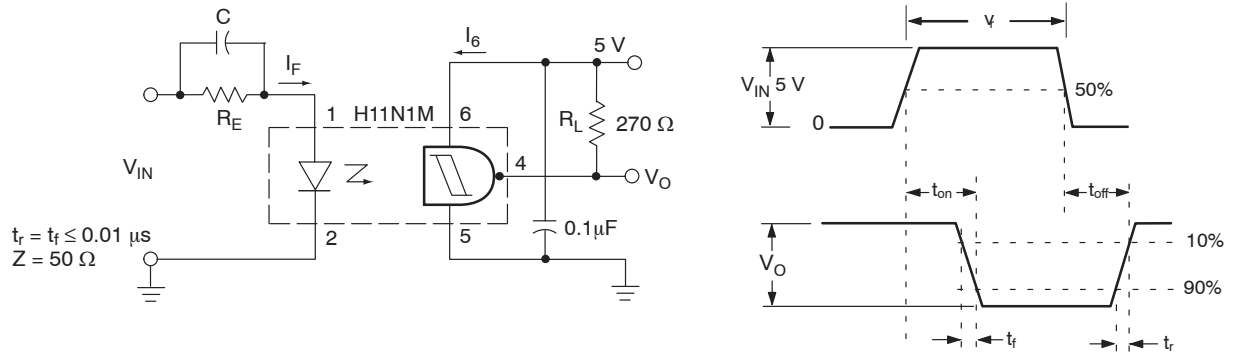 C
I_F
R_E
V_IN
t_r = t_f ≤ 0.01 μs
Z = 50 Ω
1 H11N1M 6
2
5
4
I_6
5 V
R_L
270 Ω
V_O
0.1μF
V_IN 5 V
0
50%
t_on
t_off
V_O
10%
90%
t_f
t_r